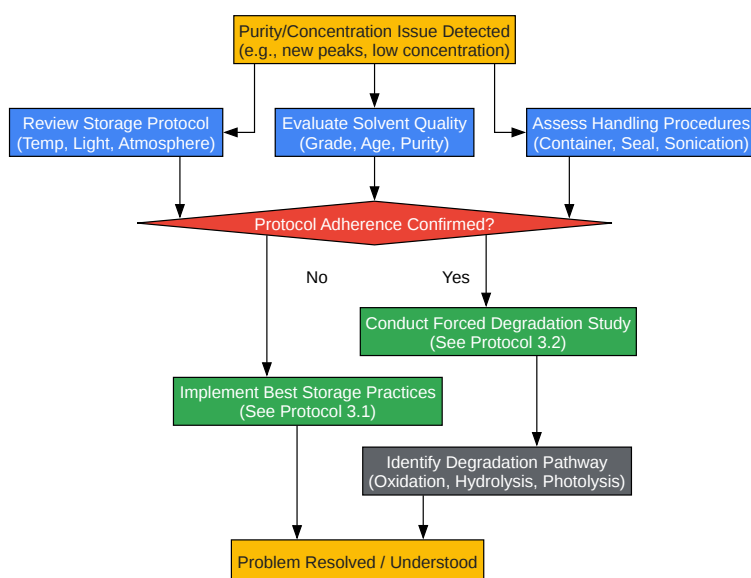 Purity/Concentration Issue Detected
(e.g., new peaks, low concentration)
Review Storage Protocol
(Temp, Light, Atmosphere)
Evaluate Solvent Quality
(Grade, Age, Purity)
Assess Handling Procedures
(Container, Seal, Sonication)
Protocol Adherence Confirmed?
No
Yes
Conduct Forced Degradation Study
(See Protocol 3.2)
Implement Best Storage Practices
(See Protocol 3.1)
Identify Degradation Pathway
(Oxidation, Hydrolysis, Photolysis)
Problem Resolved / Understood